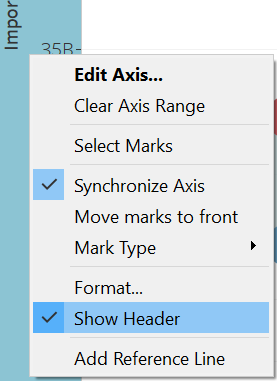 Impor
35B
Edit Axis...
Clear Axis Range
Select Marks
Synchronize Axis
Move marks to front
Mark Type
Format...
Show Header
Add Reference Line